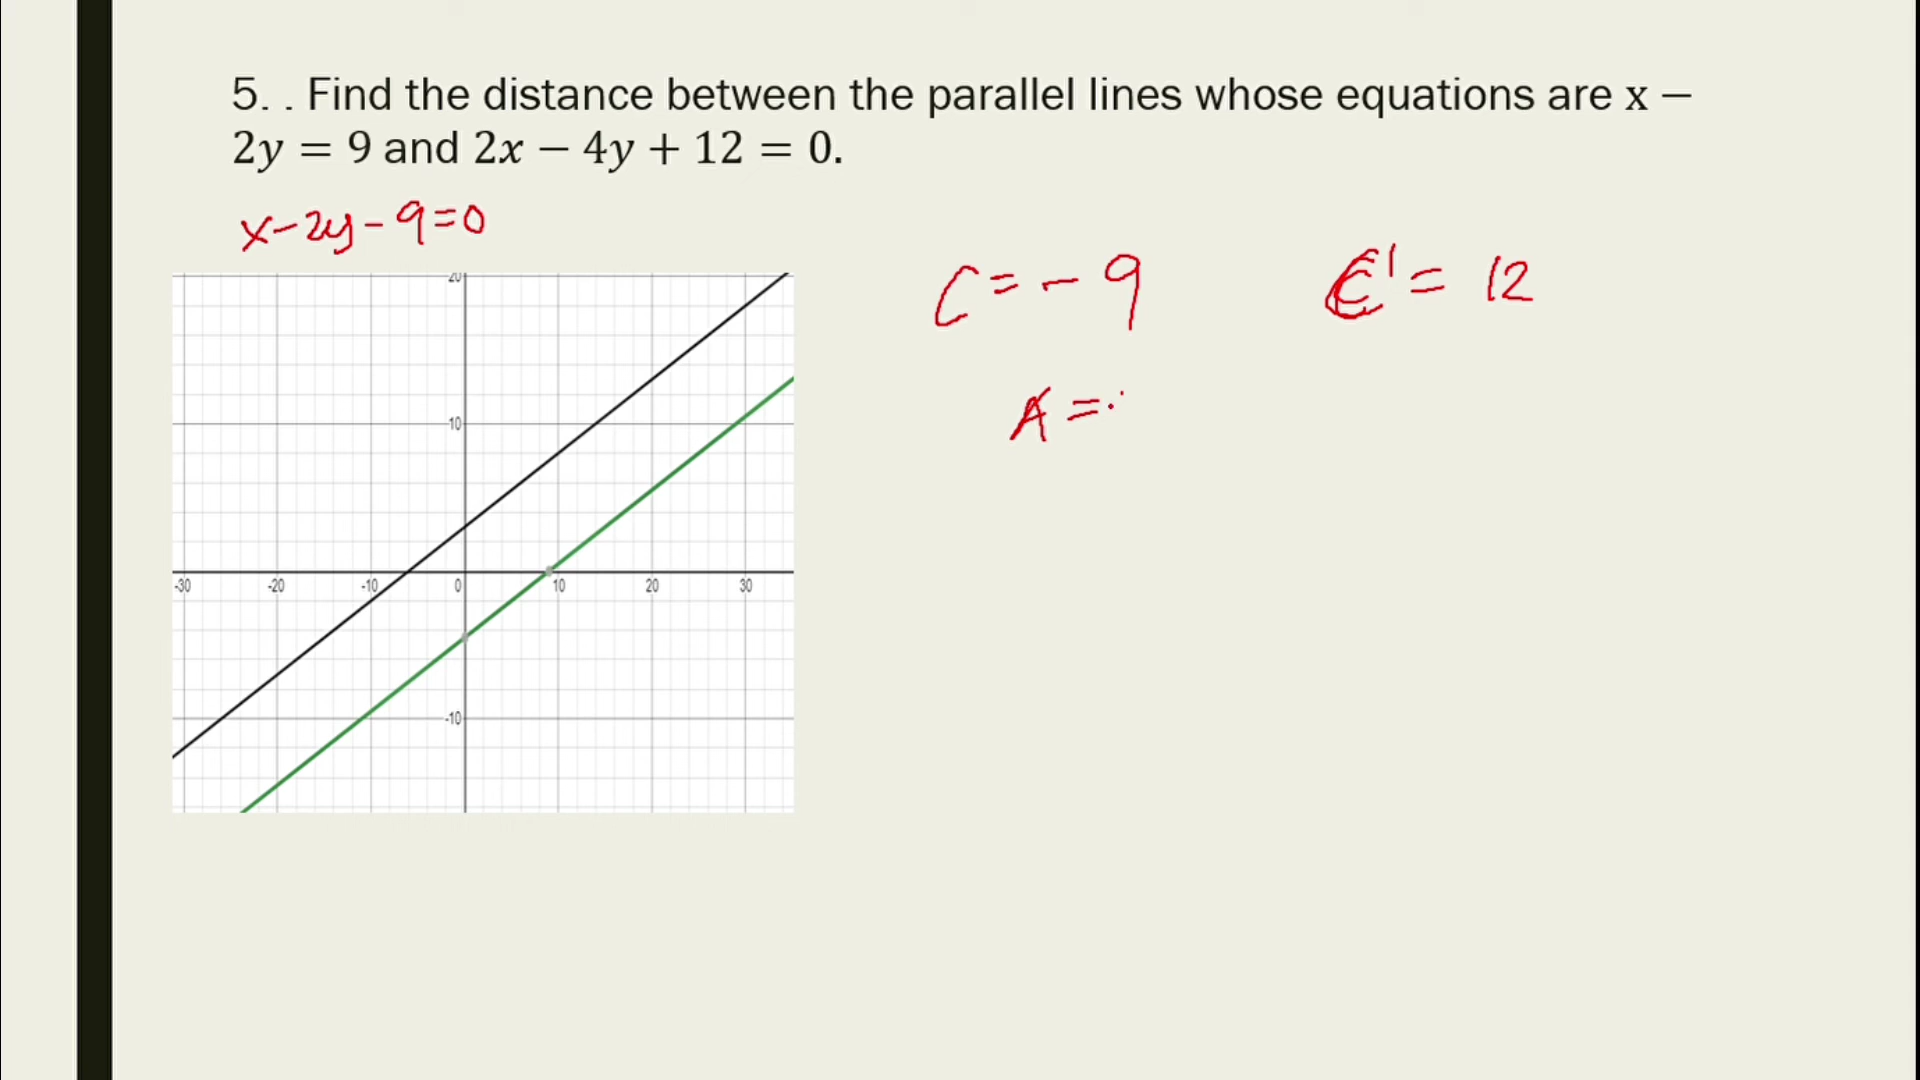 5. . Find the distance between the parallel lines whose equations are x −
2y = 9 and 2x − 4y + 12 = 0.
x-2y-9=0
C = -9
C' = 12
A =
20
10
-30 -20 -10 0 10 20 30
-10